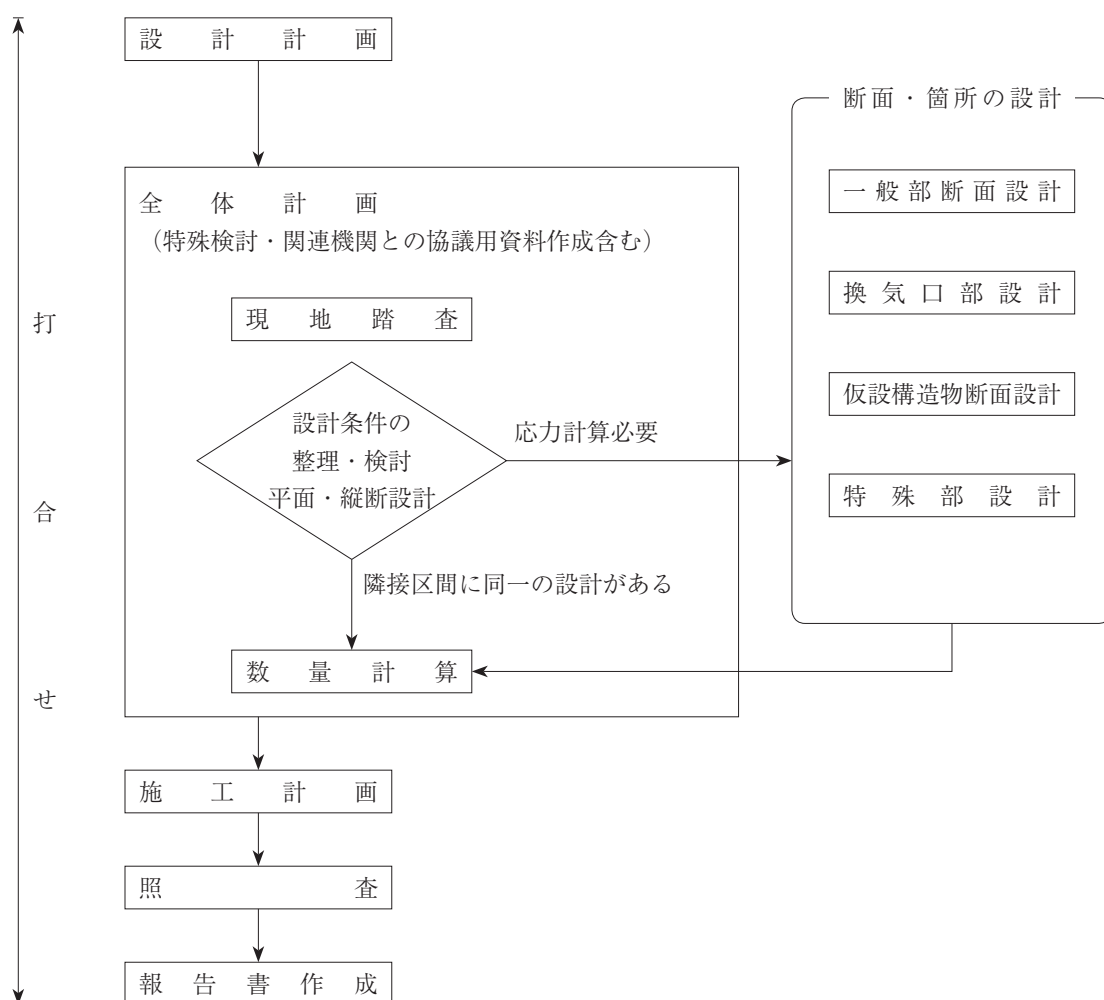 設計計画
全体計画
（特殊検討・関連機関との協議用資料作成含む）
現地踏査
設計条件の
整理・検討
平面・縦断設計
応力計算必要
隣接区間に同一の設計がある
数量計算
断面・箇所の設計
一般部断面設計
換気口部設計
仮設構造物断面設計
特殊部設計
施工計画
照査
報告書作成
打合せ